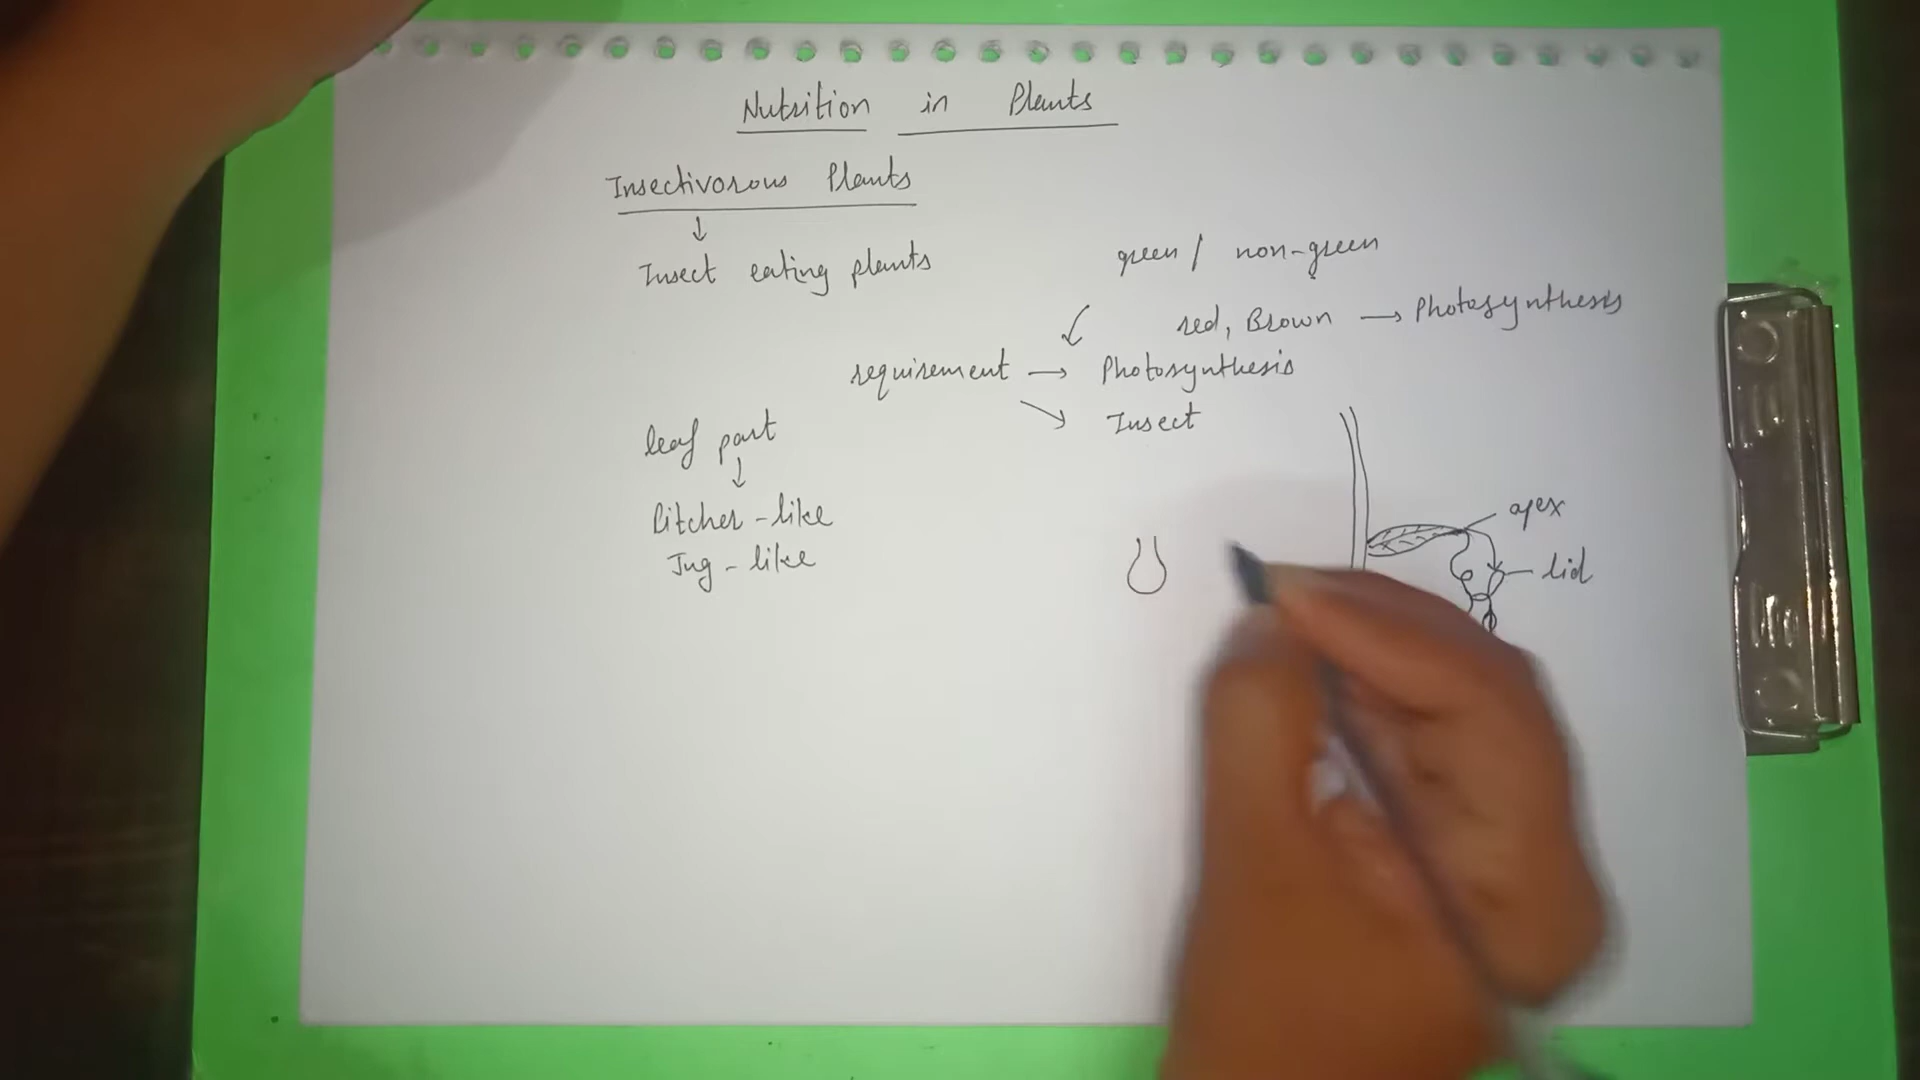 Nutrition in Plants
Insectivorous Plants
↓
Insect eating plants
green / non-green
red, Brown → Photosynthesis
requirement → Photosynthesis
Insect
leaf part
↓
Pitcher-like
Jug-like
apex
lid